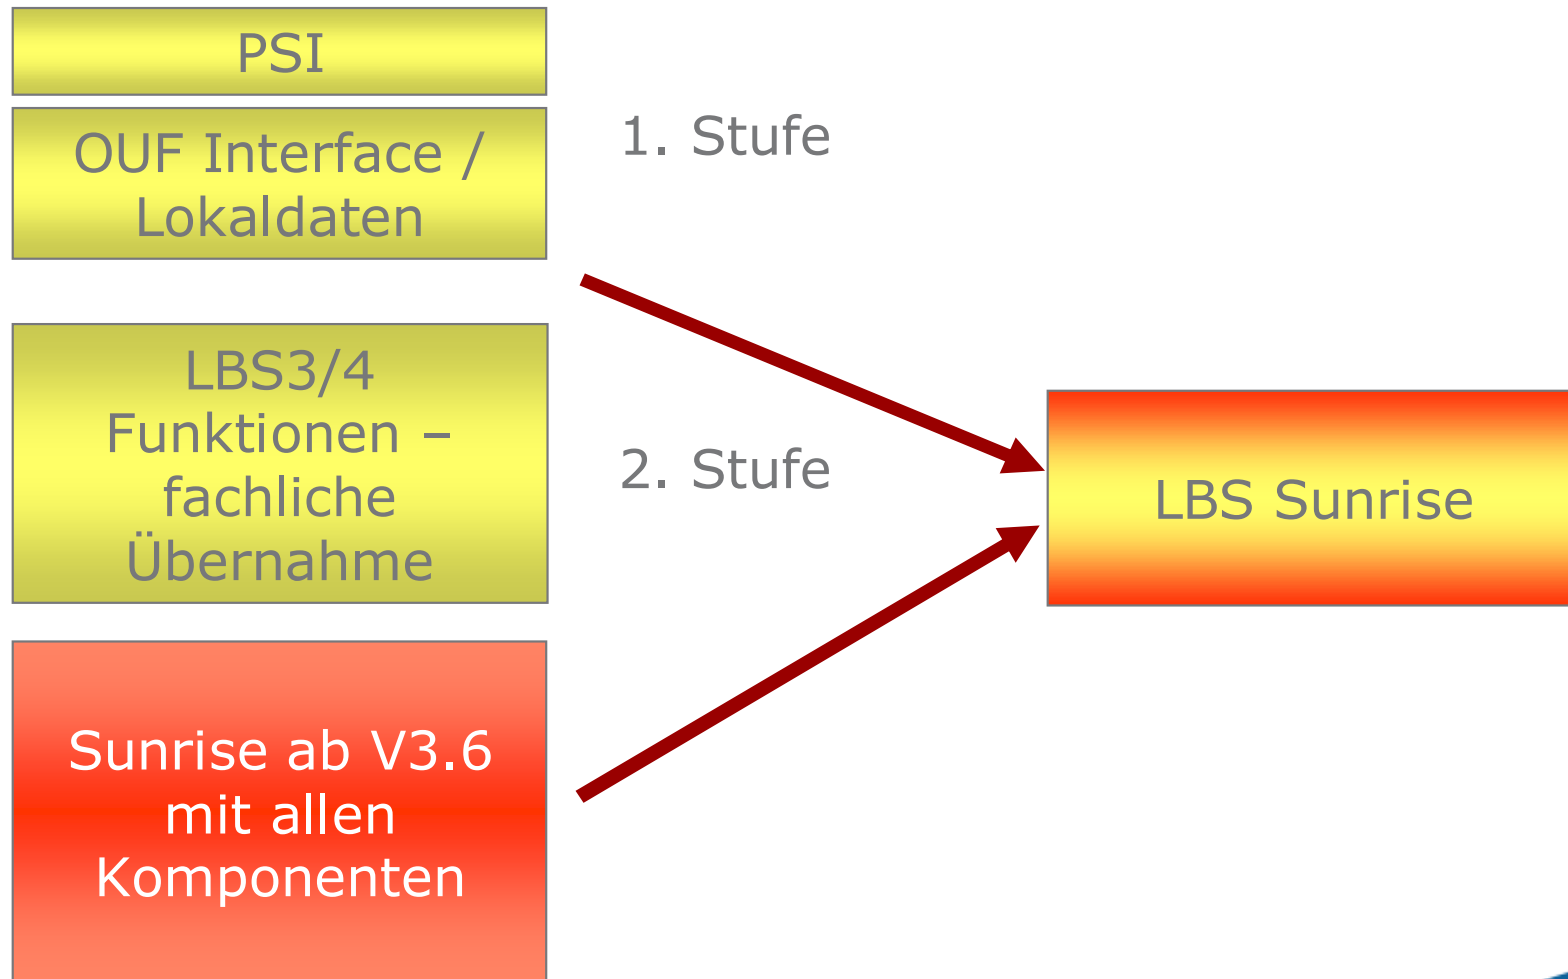 PSI
OUF Interface /
Lokaldaten
1. Stufe
LBS3/4
Funktionen –
fachliche
Übernahme
2. Stufe
LBS Sunrise
Sunrise ab V3.6
mit allen
Komponenten